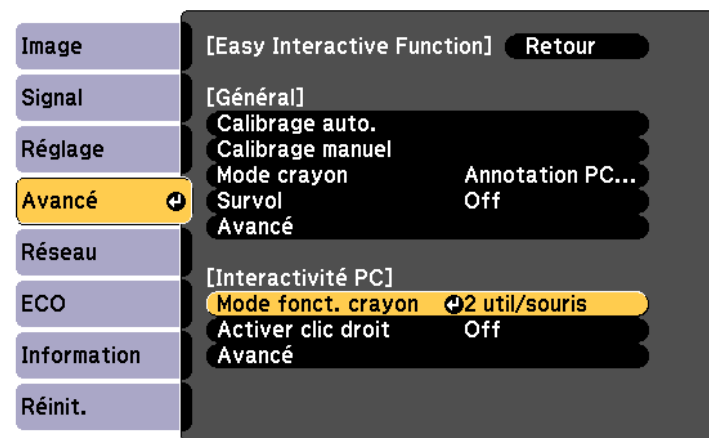 Image
Signal
Réglage
Avancé
Réseau
ECO
Information
Réinit.
[Easy Interactive Function] Retour
[Général]
Calibrage auto.
Calibrage manuel
Mode crayon Annotation PC...
Survol Off
Avancé
[Interactivité PC]
Mode fonct. crayon 2 util/souris
Activer clic droit Off
Avancé